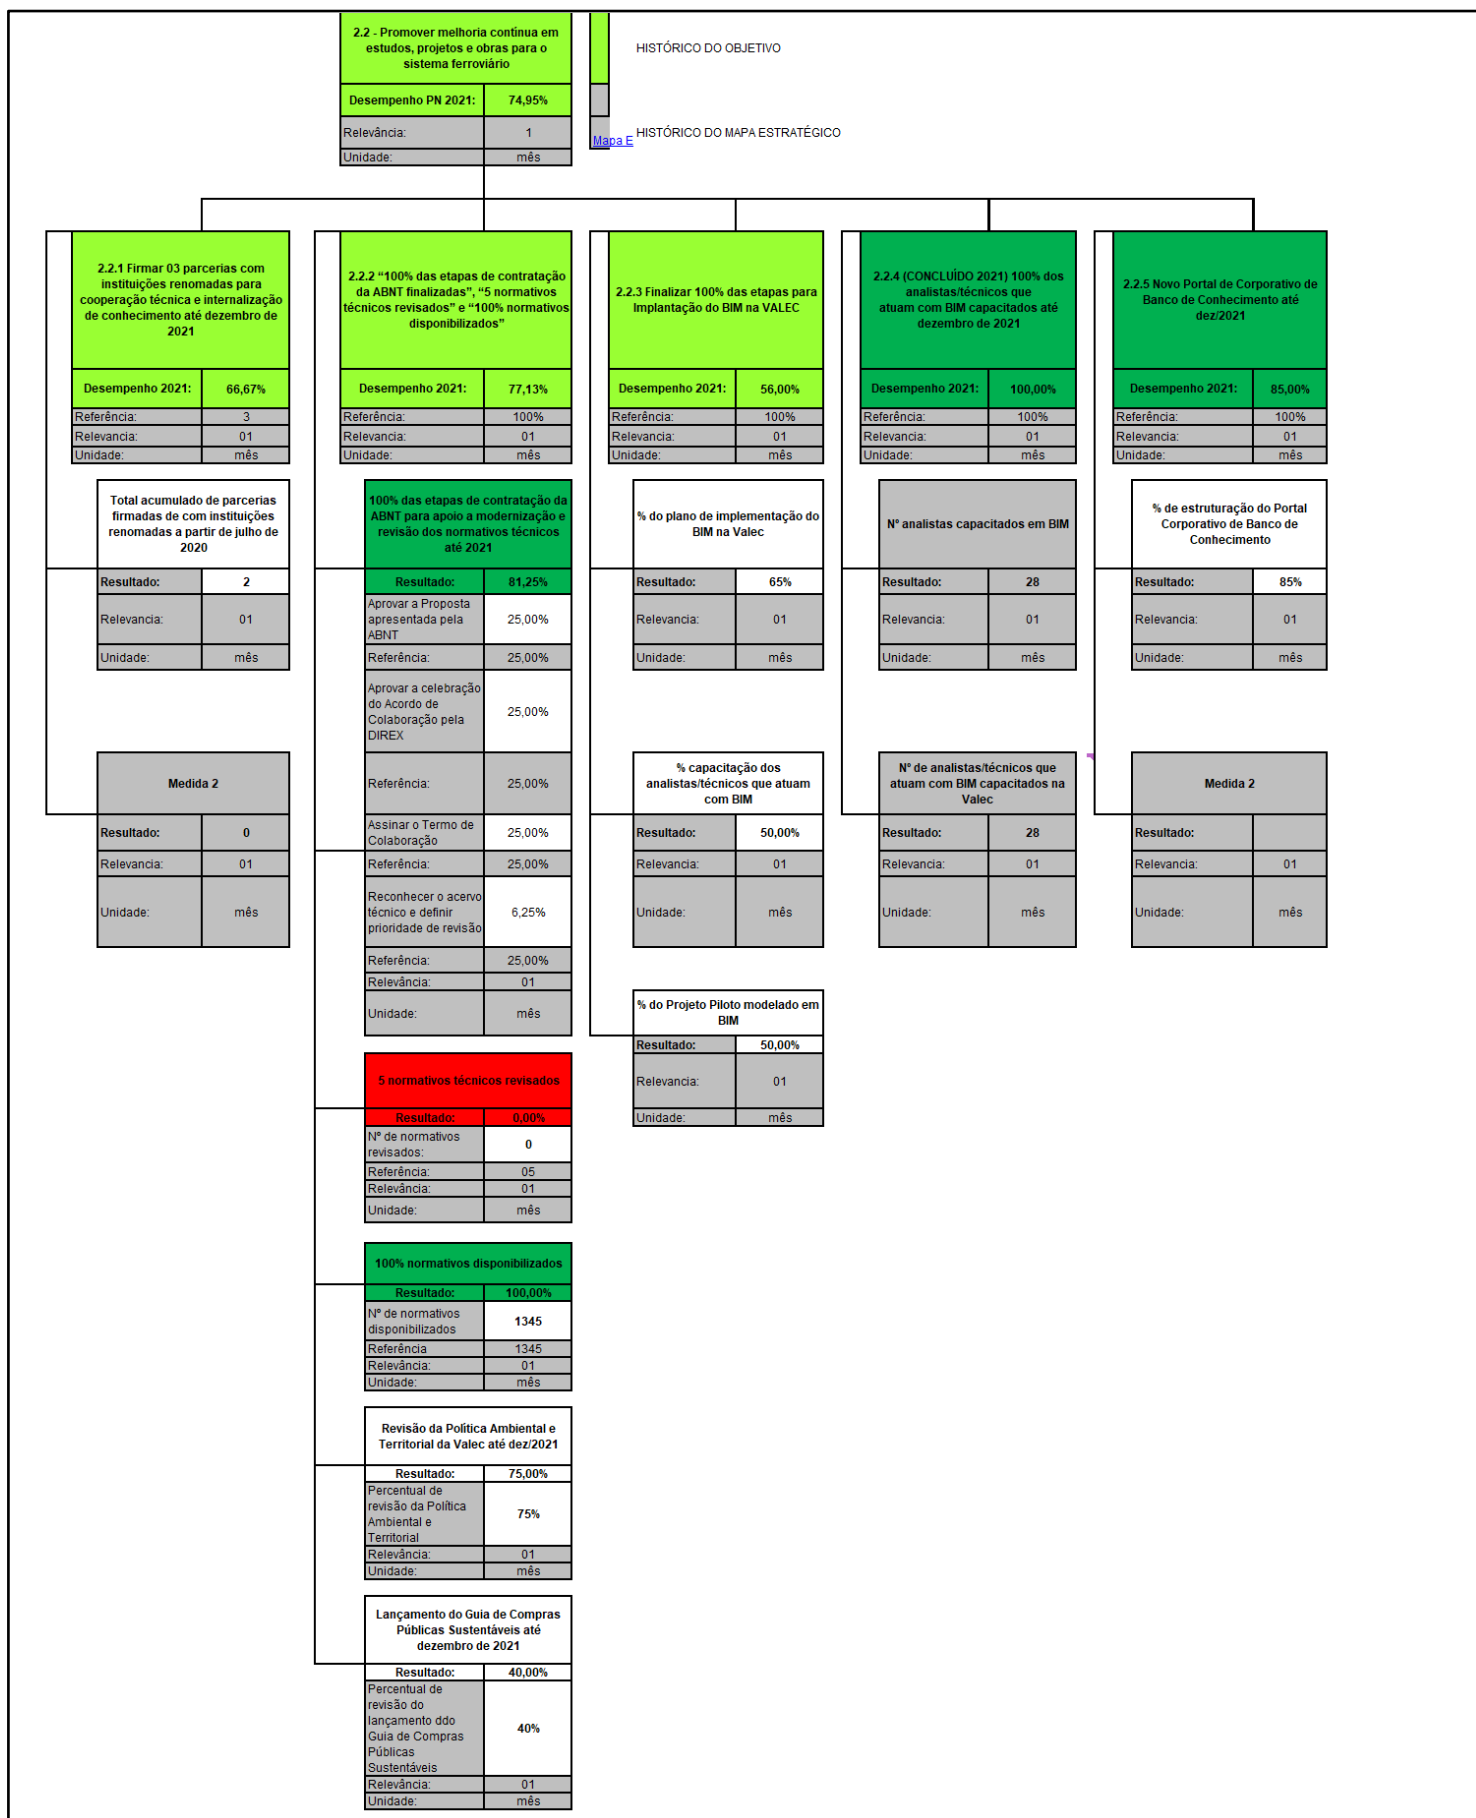 2.2 - Promover melhoria contínua em
estudos, projetos e obras para o
sistema ferroviário
Desempenho PN 2021: 74,95%
Relevância: 1
Unidade: mês
HISTÓRICO DO OBJETIVO
Mapa E
HISTÓRICO DO MAPA ESTRATÉGICO
2.2.1 Firmar 03 parcerias com
instituições renomadas para
cooperação técnica e internalização
de conhecimento até dezembro de
2021
Desempenho 2021: 66,67%
Referência: 3
Relevancia: 01
Unidade: mês
Total acumulado de parcerias
firmadas de com instituições
renomadas a partir de julho de
2020
Resultado: 2
Relevancia: 01
Unidade: mês
Medida 2
Resultado: 0
Relevancia: 01
Unidade: mês
2.2.2 “100% das etapas de contratação
da ABNT finalizadas”, “5 normativos
técnicos revisados” e “100% normativos
disponibilizados”
Desempenho 2021: 77,13%
Referência: 100%
Relevancia: 01
Unidade: mês
100% das etapas de contratação da
ABNT para apoio a modernização e
revisão dos normativos técnicos
até 2021
Resultado: 81,25%
Aprovar a Proposta
apresentada pela
ABNT
25,00%
Referência: 25,00%
Aprovar a celebração
do Acordo de
Colaboração pela
DIREX
25,00%
Referência: 25,00%
Assinar o Termo de
Colaboração
25,00%
Referência: 25,00%
Reconhecer o acervo
técnico e definir
prioridade de revisão
6,25%
Referência: 25,00%
Relevância: 01
Unidade: mês
5 normativos técnicos revisados
Resultado: 0,00%
Nº de normativos
revisados:
0
Referência: 05
Relevância: 01
Unidade: mês
100% normativos disponibilizados
Resultado: 100,00%
Nº de normativos
disponibilizados
1345
Referência 1345
Relevância: 01
Unidade: mês
Revisão da Política Ambiental e
Territorial da Valec até dez/2021
Resultado: 75,00%
Percentual de
revisão da Política
Ambiental e
Territorial
75%
Relevância: 01
Unidade: mês
Lançamento do Guia de Compras
Públicas Sustentáveis até
dezembro de 2021
Resultado: 40,00%
Percentual de
revisão do
lançamento ddo
Guia de Compras
Públicas
Sustentáveis
40%
Relevância: 01
Unidade: mês
2.2.3 Finalizar 100% das etapas para
Implantação do BIM na VALEC
Desempenho 2021: 56,00%
Referência: 100%
Relevancia: 01
Unidade: mês
% do plano de implementação do
BIM na Valec
Resultado: 65%
Relevancia: 01
Unidade: mês
% capacitação dos
analistas/técnicos que atuam
com BIM
Resultado: 50,00%
Relevancia: 01
Unidade: mês
% do Projeto Piloto modelado em
BIM
Resultado: 50,00%
Relevancia: 01
Unidade: mês
2.2.4 (CONCLUÍDO 2021) 100% dos
analistas/técnicos que
atuam com BIM capacitados até
dezembro de 2021
Desempenho 2021: 100,00%
Referência: 100%
Relevancia: 01
Unidade: mês
Nº analistas capacitados em BIM
Resultado: 28
Relevancia: 01
Unidade: mês
Nº de analistas/técnicos que
atuam com BIM capacitados na
Valec
Resultado: 28
Relevancia: 01
Unidade: mês
2.2.5 Novo Portal de Corporativo de
Banco de Conhecimento até
dez/2021
Desempenho 2021: 85,00%
Referência: 100%
Relevancia: 01
Unidade: mês
% de estruturação do Portal
Corporativo de Banco de
Conhecimento
Resultado: 85%
Relevancia: 01
Unidade: mês
Medida 2
Resultado:
Relevancia: 01
Unidade: mês